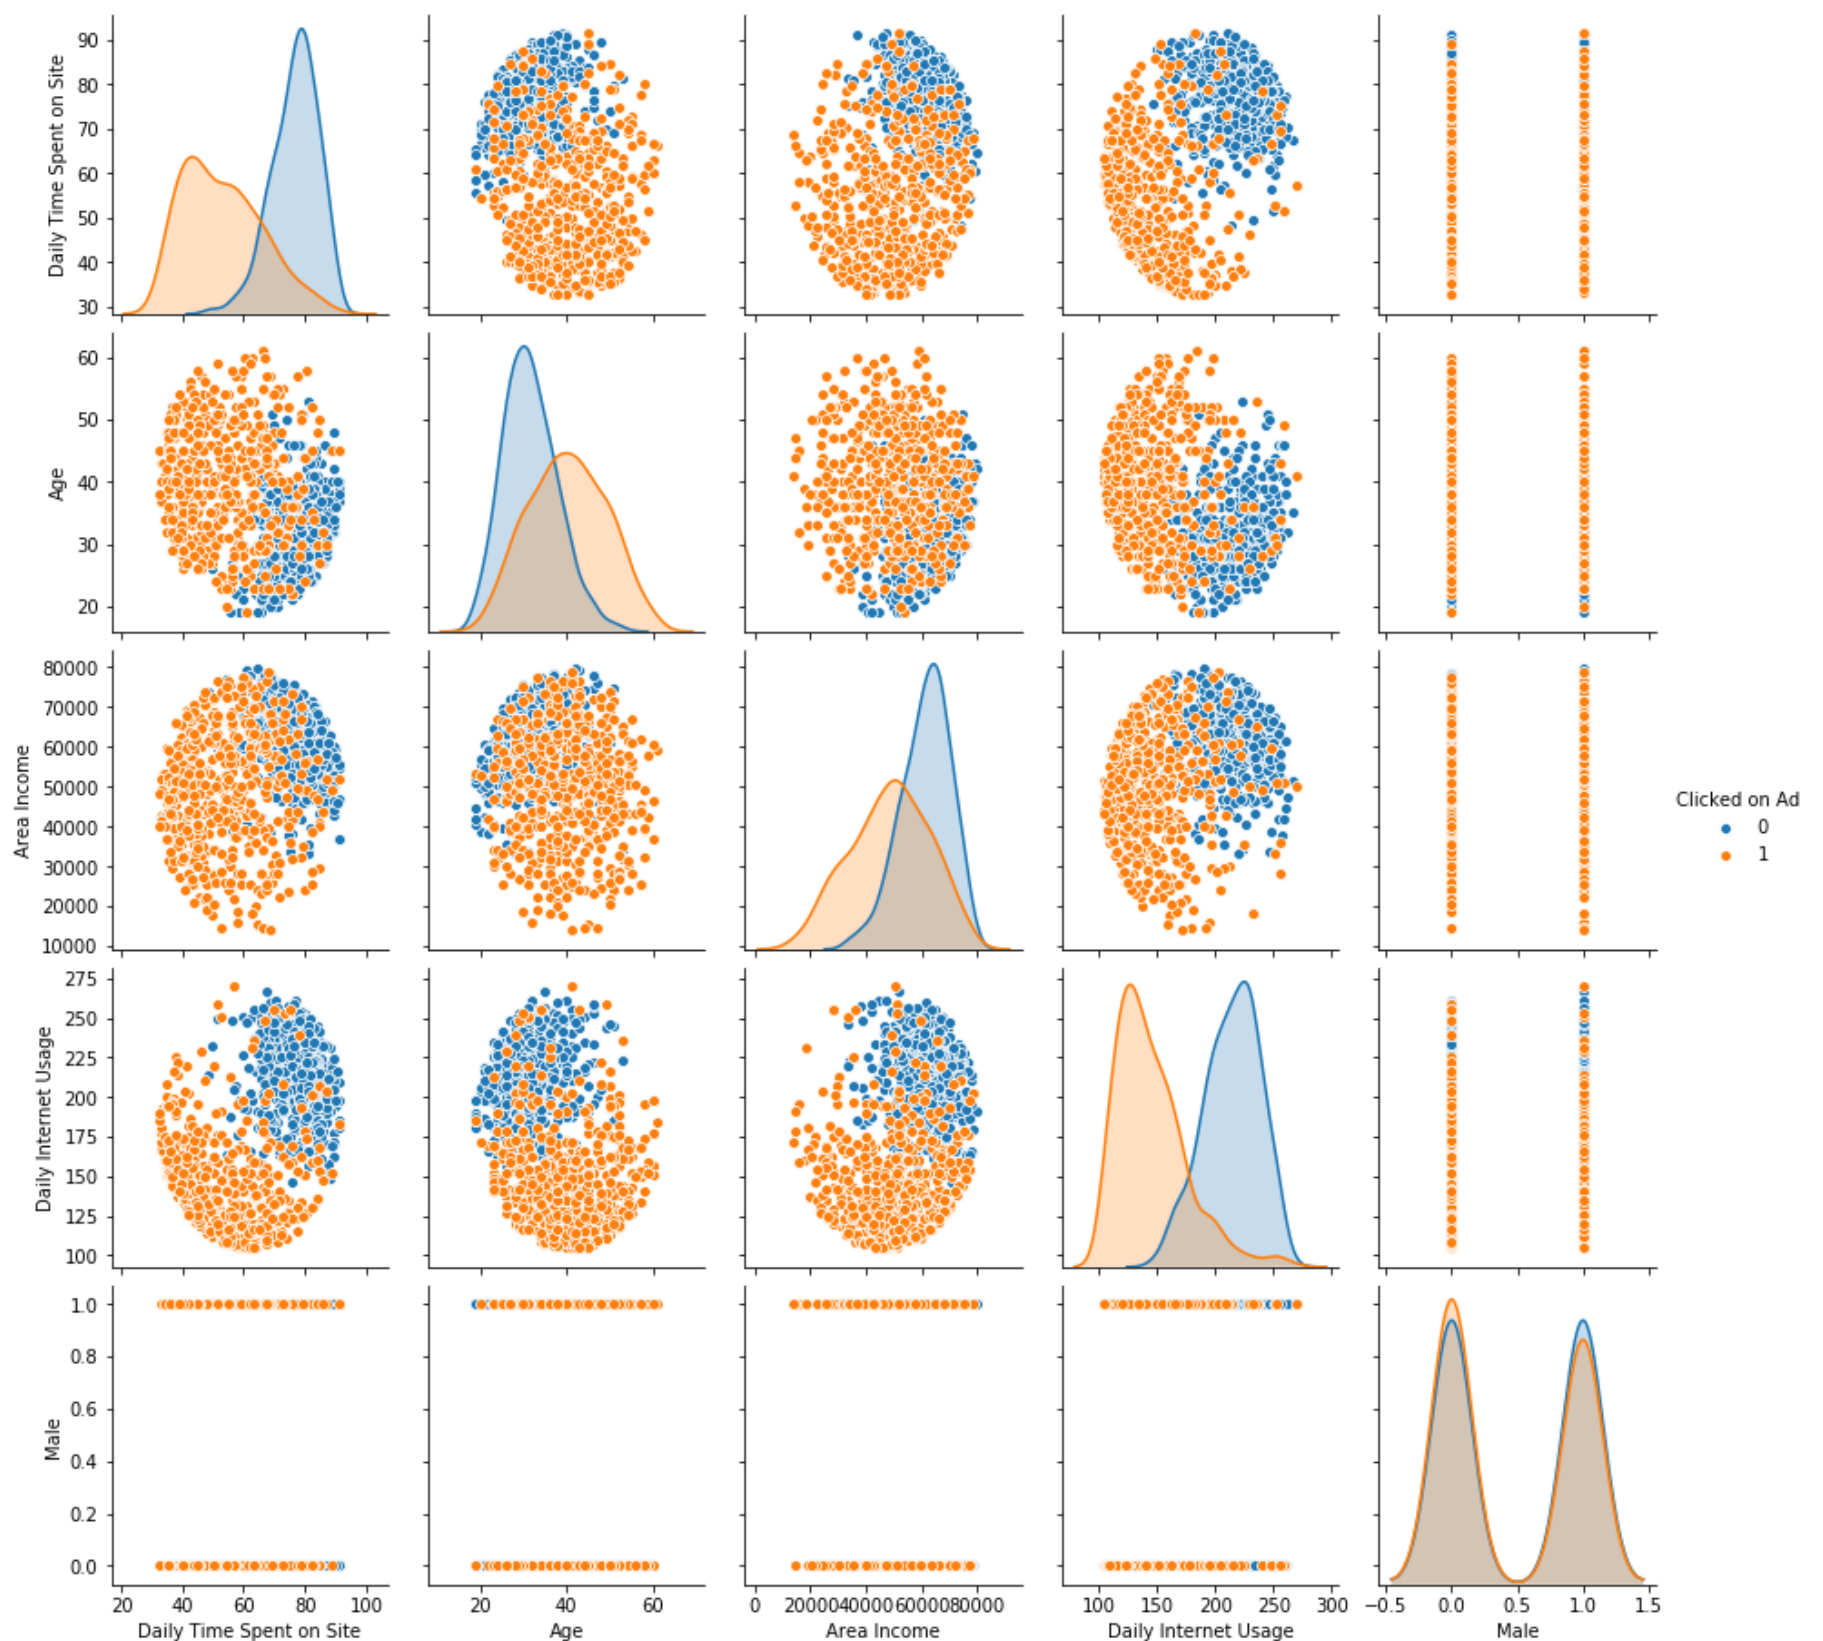 90
80
70
60
50
40
30
Daily Time Spent on Site
60
50
40
30
20
Age
80000
70000
60000
50000
40000
30000
20000
10000
Area Income
Clicked on Ad
0
1
275
250
225
200
175
150
125
100
Daily Internet Usage
1.0
0.8
0.6
0.4
0.2
0.0
Male
20 40 60 80 100
20 40 60
0 20000 40000 60000 80000
100 150 200 250 300
−0.5 0.0 0.5 1.0 1.5
Daily Time Spent on Site
Age
Area Income
Daily Internet Usage
Male